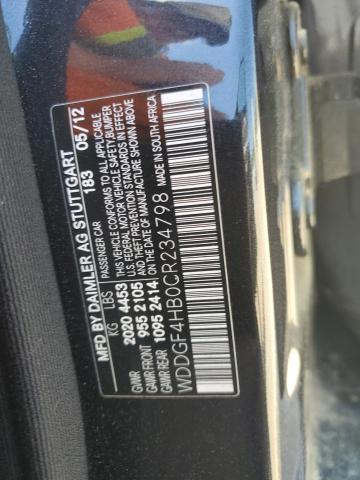 MFD BY DAIMLER AG STUTTGART
PASSENGER CAR 183 05/12
KG LBS
GVWR 2020 4453
GAWR FRONT 955 2105
GAWR REAR 1095 2414
THIS VEHICLE CONFORMS TO ALL APPLICABLE
U.S. FEDERAL MOTOR VEHICLE SAFETY, BUMPER
AND THEFT PREVENTION STANDARDS IN EFFECT
ON THE DATE OF MANUFACTURE SHOWN ABOVE
MADE IN SOUTH AFRICA
WDDGF4HB0CR234798